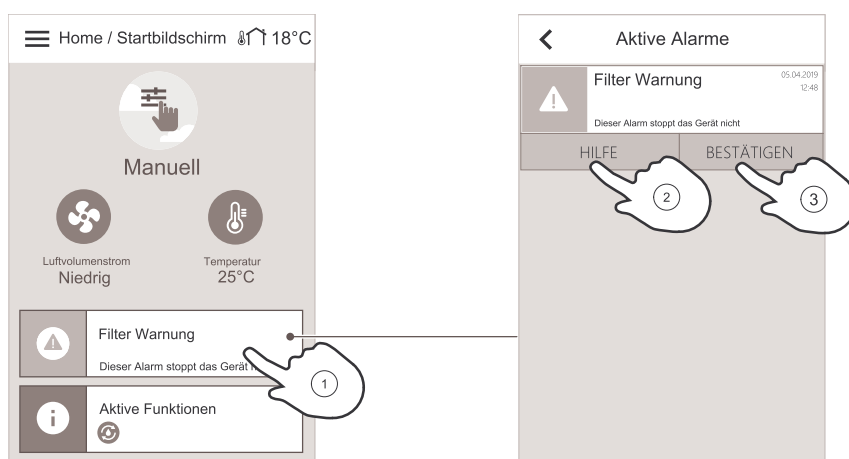 Home / Startbildschirm 18°C
Manuell
Luftvolumenstrom
Niedrig
Temperatur
25°C
Filter Warnung
Dieser Alarm stoppt das Gerät
1
Aktive Funktionen
Aktive Alarme
Filter Warnung
05.04.2019
12:48
Dieser Alarm stoppt das Gerät nicht
HILFE
BESTÄTIGEN
2
3